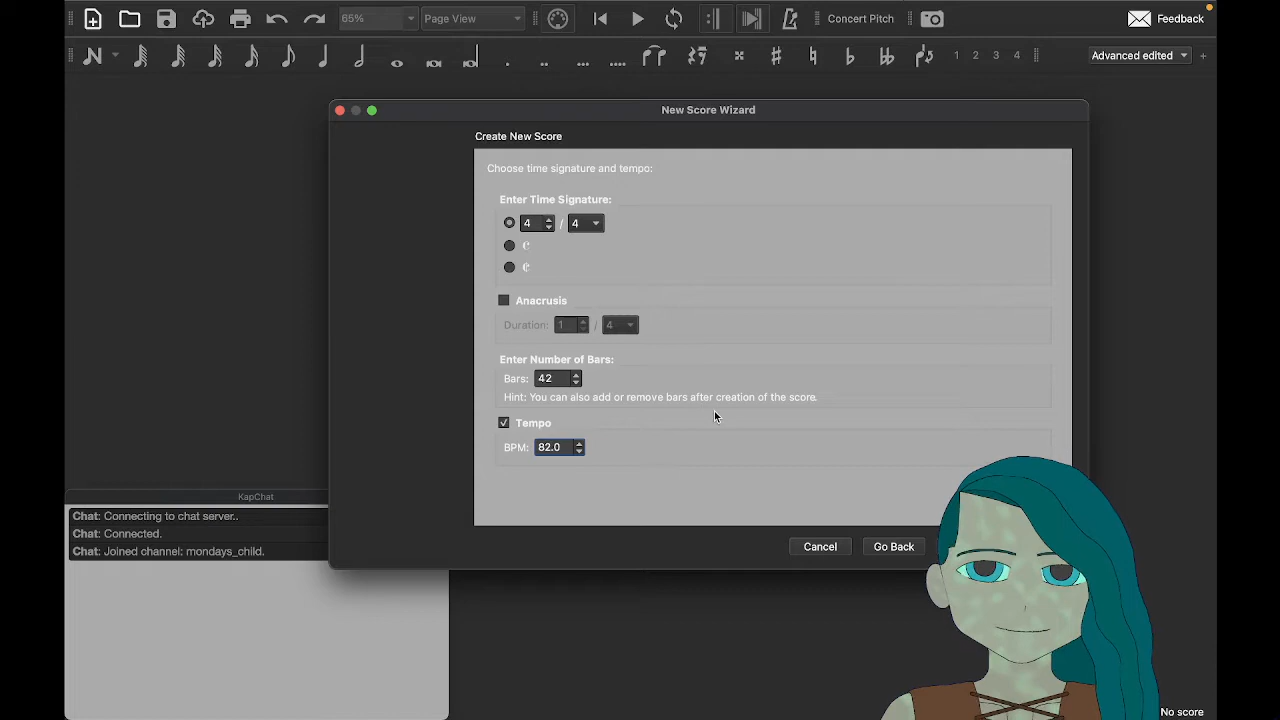 65%
Page View
Concert Pitch
Feedback
1 2 3 4
Advanced edited
+
New Score Wizard
Create New Score
Choose time signature and tempo:
Enter Time Signature:
4 / 4
Anacrusis
Duration: 1 / 4
Enter Number of Bars:
Bars: 42
Hint: You can also add or remove bars after creation of the score.
Tempo
BPM: 82.0
Cancel
Go Back
KapChat
Chat: Connecting to chat server..
Chat: Connected.
Chat: Joined channel: mondays_child.
No score